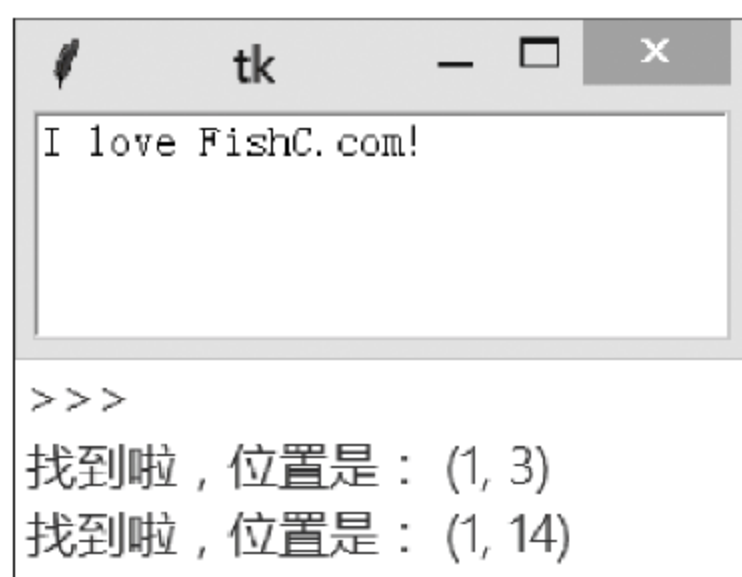 tk
I love FishC.com!
>>>
找到啦，位置是： (1, 3)
找到啦，位置是： (1, 14)